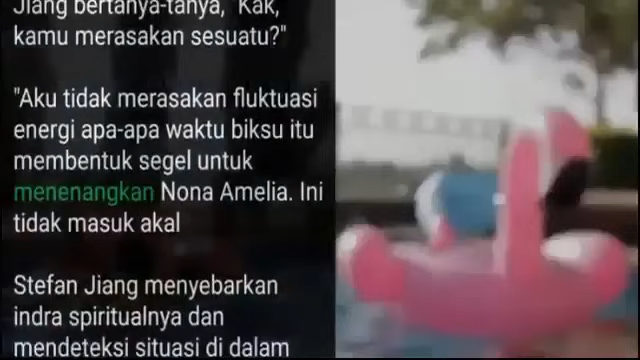 Jiang bertanya-tanya, "Kak,
kamu merasakan sesuatu?"
"Aku tidak merasakan fluktuasi
energi apa-apa waktu biksu itu
membentuk segel untuk
menenangkan Nona Amelia. Ini
tidak masuk akal
Stefan Jiang menyebarkan
indra spiritualnya dan
mendeteksi situasi di dalam